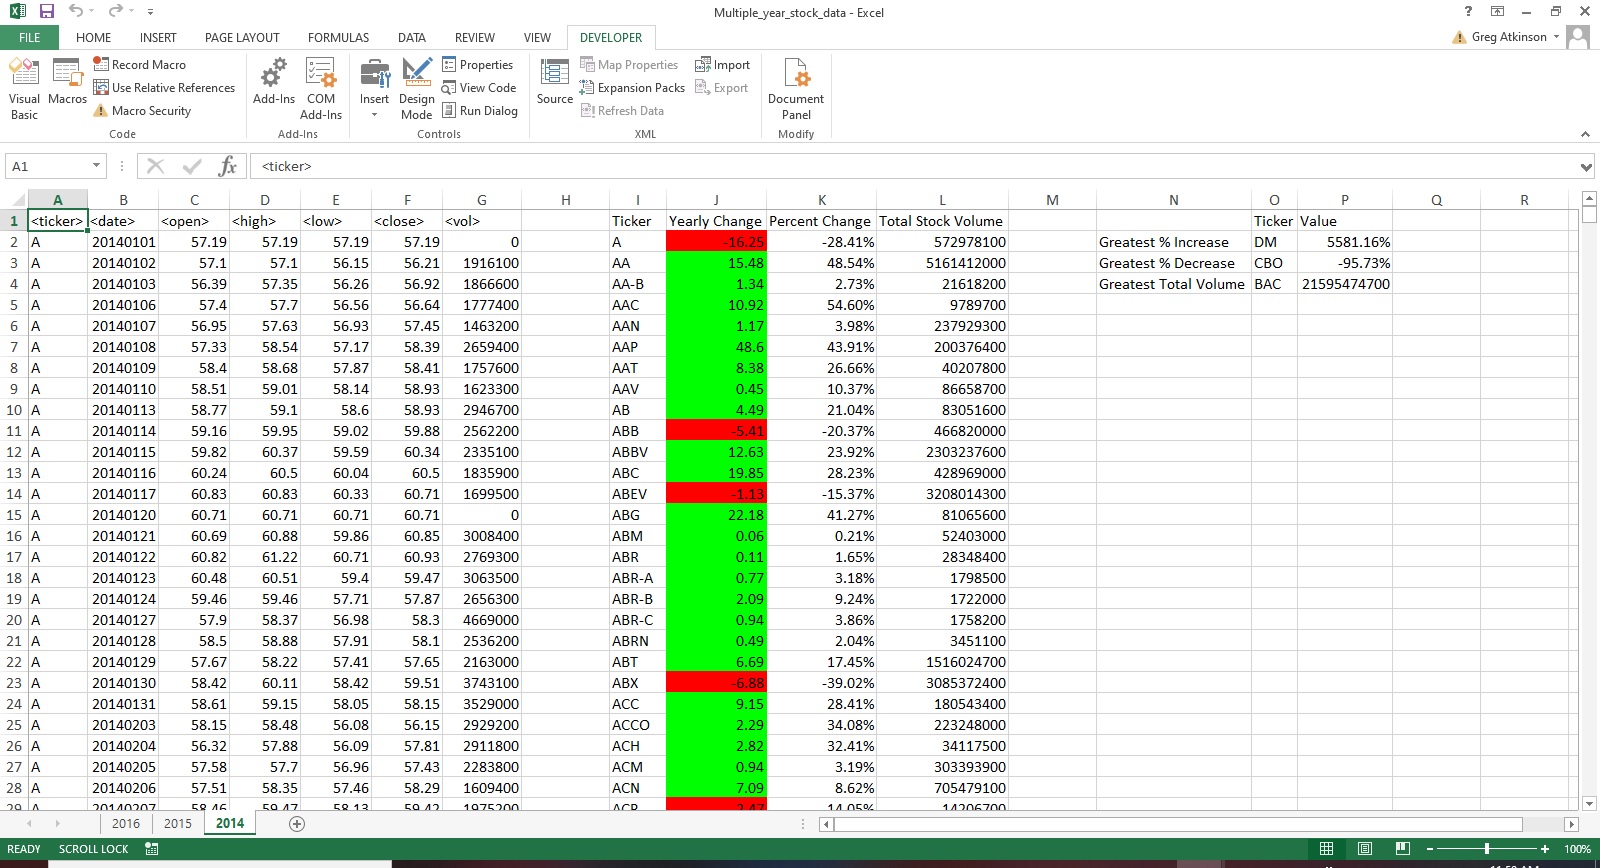 Multiple_year_stock_data - Excel
FILE HOME INSERT PAGE LAYOUT FORMULAS DATA REVIEW VIEW DEVELOPER Greg Atkinson
Visual Basic
Macros
Record Macro
Use Relative References
Macro Security
Code
Add-Ins
COM Add-Ins
Add-Ins
Insert
Design Mode
Properties
View Code
Run Dialog
Controls
Source
Map Properties
Expansion Packs
Refresh Data
Import
Export
XML
Document Panel
Modify
A1 fx <ticker>
A B C D E F G H I J K L M N O P Q R
1 <ticker> <date> <open> <high> <low> <close> <vol> Ticker Yearly Change Percent Change Total Stock Volume Ticker Value
2 A 20140101 57.19 57.19 57.19 57.19 0 A -16.25 -28.41% 572978100 Greatest % Increase DM 5581.16%
3 A 20140102 57.1 57.1 56.15 56.21 1916100 AA 15.48 48.54% 5161412000 Greatest % Decrease CBO -95.73%
4 A 20140103 56.39 57.35 56.26 56.92 1866600 AA-B 1.34 2.73% 21618200 Greatest Total Volume BAC 21595474700
5 A 20140106 57.4 57.7 56.56 56.64 1777400 AAC 10.92 54.60% 9789700
6 A 20140107 56.95 57.63 56.93 57.45 1463200 AAN 1.17 3.98% 237929300
7 A 20140108 57.33 58.54 57.17 58.39 2659400 AAP 48.6 43.91% 200376400
8 A 20140109 58.4 58.68 57.87 58.41 1757600 AAT 8.38 26.66% 40207800
9 A 20140110 58.51 59.01 58.14 58.93 1623300 AAV 0.45 10.37% 86658700
10 A 20140113 58.77 59.1 58.6 58.93 2946700 AB 4.49 21.04% 83051600
11 A 20140114 59.16 59.95 59.02 59.88 2562200 ABB -5.41 -20.37% 466820000
12 A 20140115 59.82 60.37 59.59 60.34 2335100 ABBV 12.63 23.92% 2303237600
13 A 20140116 60.24 60.5 60.04 60.5 1835900 ABC 19.85 28.23% 428969000
14 A 20140117 60.83 60.83 60.33 60.71 1699500 ABEV -1.13 -15.37% 3208014300
15 A 20140120 60.71 60.71 60.71 60.71 0 ABG 22.18 41.27% 81065600
16 A 20140121 60.69 60.88 59.86 60.85 3008400 ABM 0.06 0.21% 52403000
17 A 20140122 60.82 61.22 60.71 60.93 2769300 ABR 0.11 1.65% 28348400
18 A 20140123 60.48 60.51 59.4 59.47 3063500 ABR-A 0.77 3.18% 1798500
19 A 20140124 59.46 59.46 57.71 57.87 2656300 ABR-B 2.09 9.24% 1722000
20 A 20140127 57.9 58.37 56.98 58.3 4669000 ABR-C 0.94 3.86% 1758200
21 A 20140128 58.5 58.88 57.91 58.1 2536200 ABRN 0.49 2.04% 3451100
22 A 20140129 57.67 58.22 57.41 57.65 2163000 ABT 6.69 17.45% 1516024700
23 A 20140130 58.42 60.11 58.42 59.51 3743100 ABX -6.88 -39.02% 3085372400
24 A 20140131 58.61 59.15 58.05 58.15 3529000 ACC 9.15 28.41% 180543400
25 A 20140203 58.15 58.48 56.08 56.15 2929200 ACCO 2.29 34.08% 223248000
26 A 20140204 56.32 57.88 56.09 57.81 2911800 ACH 2.82 32.41% 34117500
27 A 20140205 57.58 57.7 56.96 57.43 2283800 ACM 0.94 3.19% 303393900
28 A 20140206 57.51 58.35 57.46 58.29 1609400 ACN 7.09 8.62% 705479100
29 A 20140207 58.46 59.47 58.13 59.42 1975200
2016 2015 2014
READY SCROLL LOCK 100%